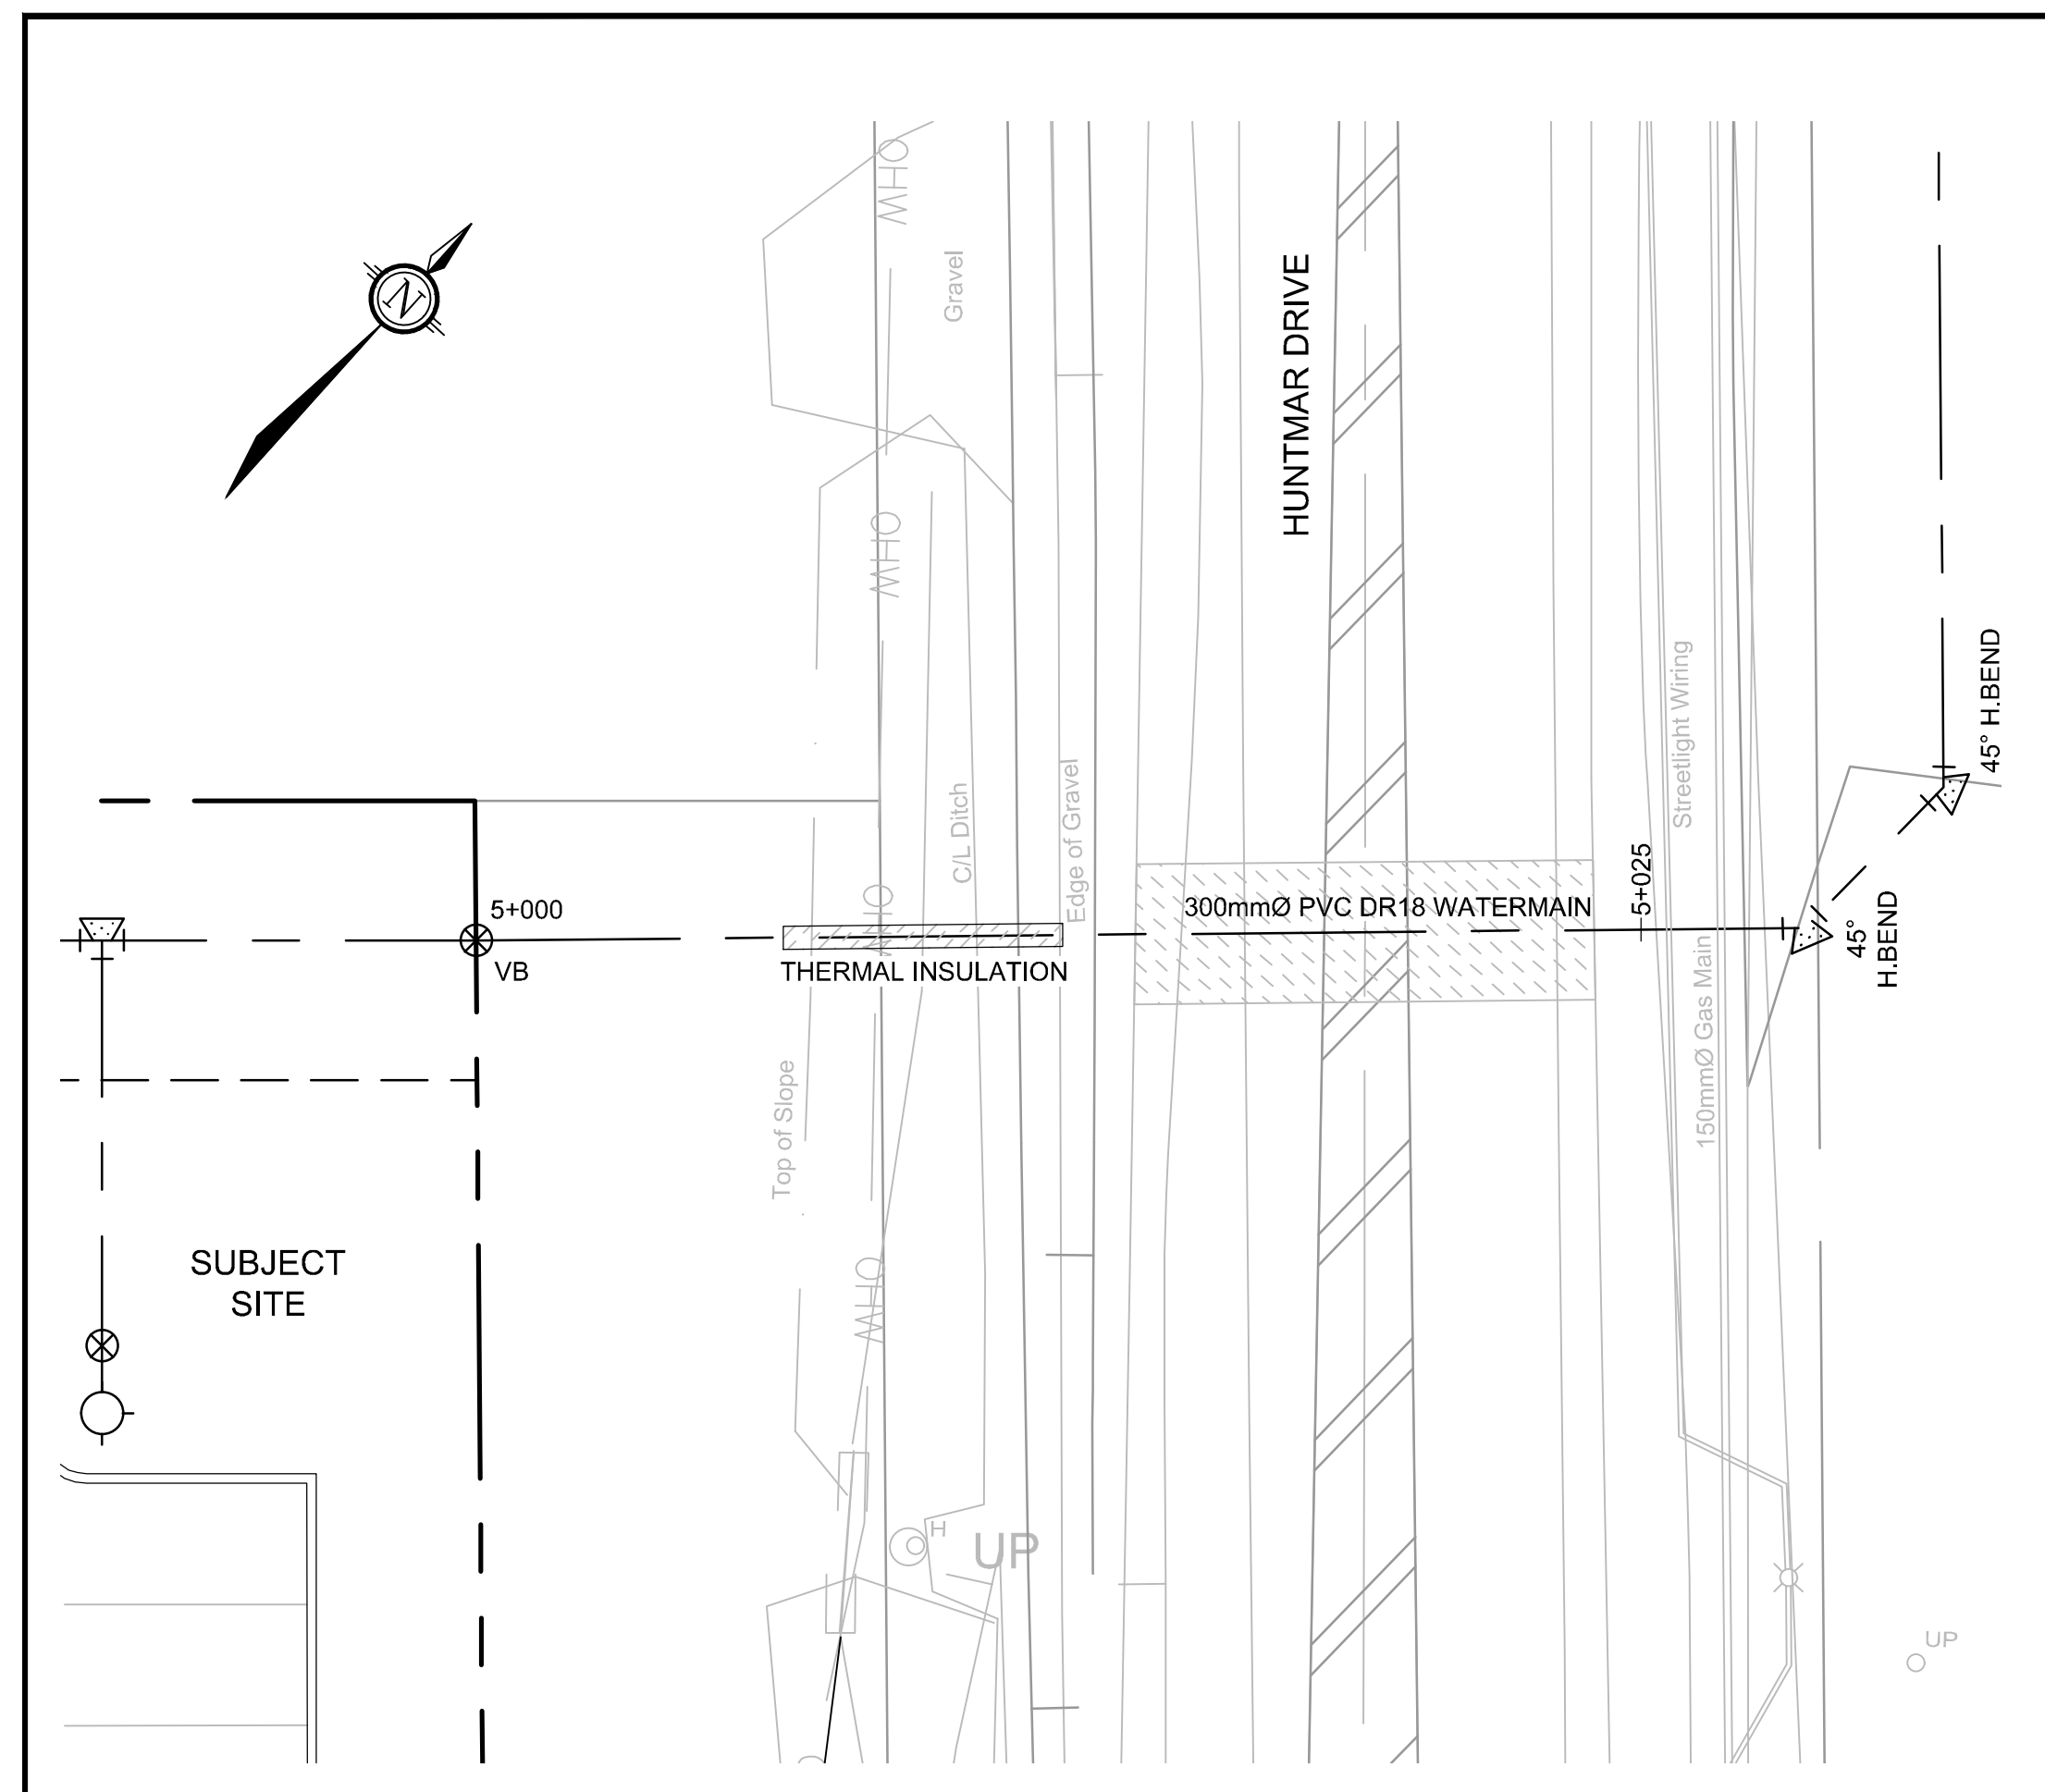 OHW
Gravel
N
HUNTMAR DRIVE
OHW
Streetlight Wiring
45° H.BEND
C/L Ditch
Edge of Gravel
5+025
5+000
300mmØ PVC DR18 WATERMAIN
45°
H.BEND
VB
THERMAL INSULATION
150mmØ Gas Main
Top of Slope
SUBJECT
SITE
OHW
H
UP
UP